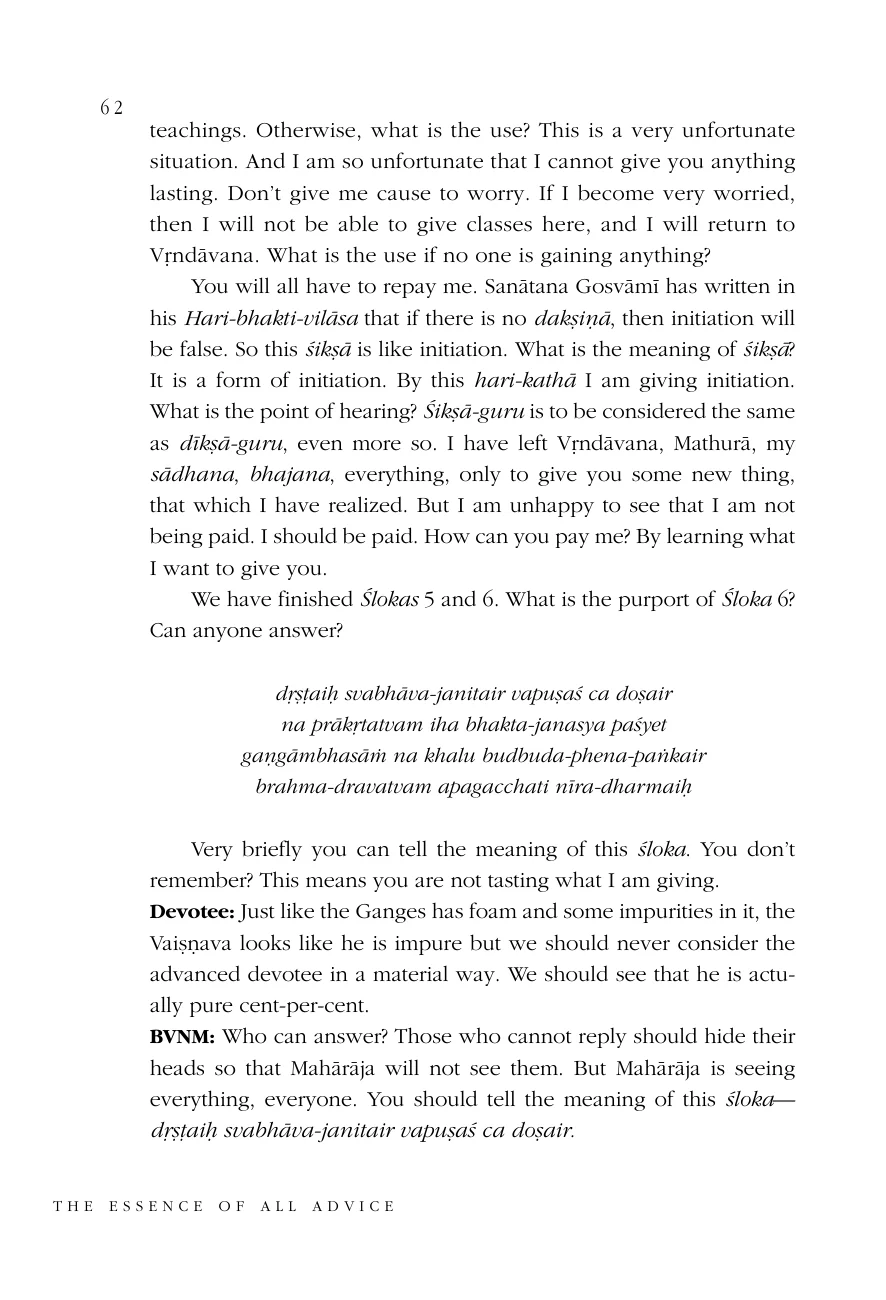 62
teachings. Otherwise, what is the use? This is a very unfortunate
situation. And I am so unfortunate that I cannot give you anything
lasting. Don’t give me cause to worry. If I become very worried,
then I will not be able to give classes here, and I will return to
Vṛndāvana. What is the use if no one is gaining anything?
You will all have to repay me. Sanātana Gosvāmī has written in
his Hari-bhakti-vilāsa that if there is no dakṣiṇā, then initiation will
be false. So this śikṣā is like initiation. What is the meaning of śikṣā?
It is a form of initiation. By this hari-kathā I am giving initiation.
What is the point of hearing? Śikṣā-guru is to be considered the same
as dīkṣā-guru, even more so. I have left Vṛndāvana, Mathurā, my
sādhana, bhajana, everything, only to give you some new thing,
that which I have realized. But I am unhappy to see that I am not
being paid. I should be paid. How can you pay me? By learning what
I want to give you.
We have finished Ślokas 5 and 6. What is the purport of Śloka 6?
Can anyone answer?
dṛṣṭaiḥ svabhāva-janitair vapuṣaś ca doṣair
na prākṛtatvam iha bhakta-janasya paśyet
gaṇgāmbhasāṁ na khalu budbuda-phena-paṅkair
brahma-dravatvam apagacchati nīra-dharmaiḥ
Very briefly you can tell the meaning of this śloka. You don’t
remember? This means you are not tasting what I am giving.
Devotee: Just like the Ganges has foam and some impurities in it, the
Vaiṣṇava looks like he is impure but we should never consider the
advanced devotee in a material way. We should see that he is actu-
ally pure cent-per-cent.
BVNM: Who can answer? Those who cannot reply should hide their
heads so that Mahārāja will not see them. But Mahārāja is seeing
everything, everyone. You should tell the meaning of this śloka—
dṛṣṭaiḥ svabhāva-janitair vapuṣaś ca doṣair.
THE ESSENCE OF ALL ADVICE